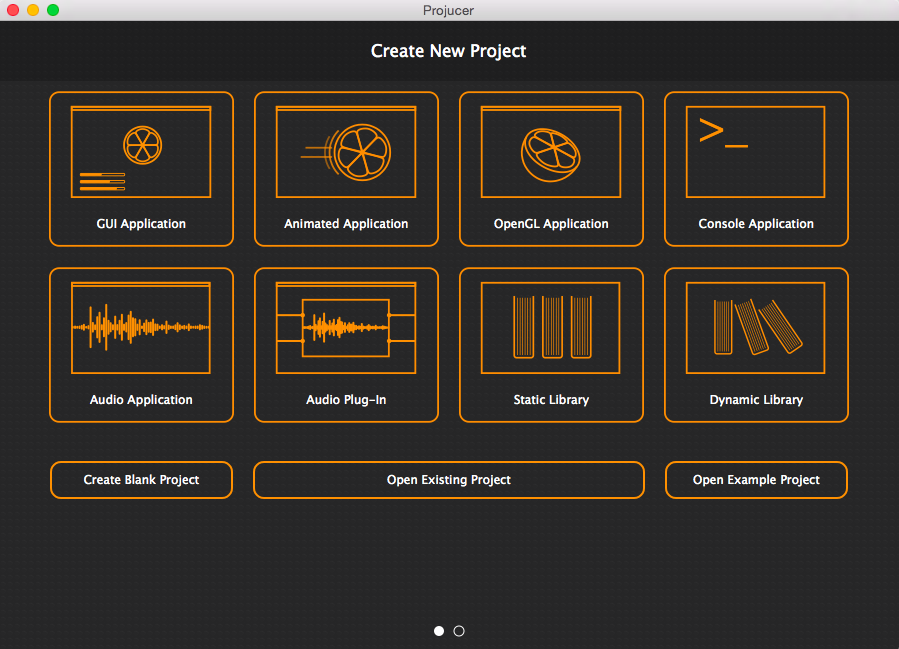 Projucer
Create New Project
GUI Application
Animated Application
OpenGL Application
Console Application
>_
Audio Application
Audio Plug-In
Static Library
Dynamic Library
Create Blank Project
Open Existing Project
Open Example Project